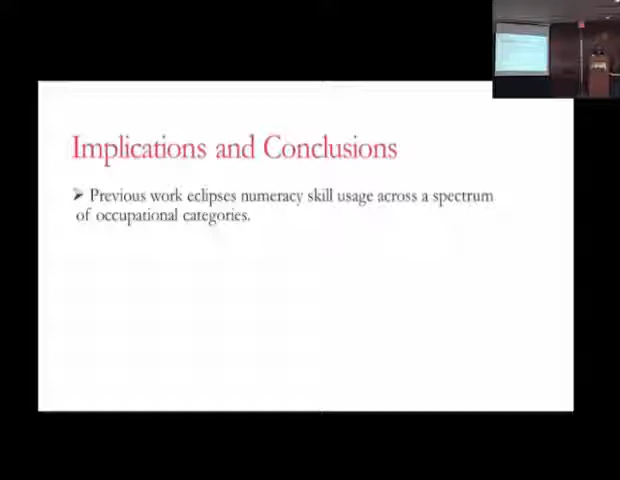 Implications and Conclusions
➤ Previous work eclipses numeracy skill usage across a spectrum
of occupational categories.